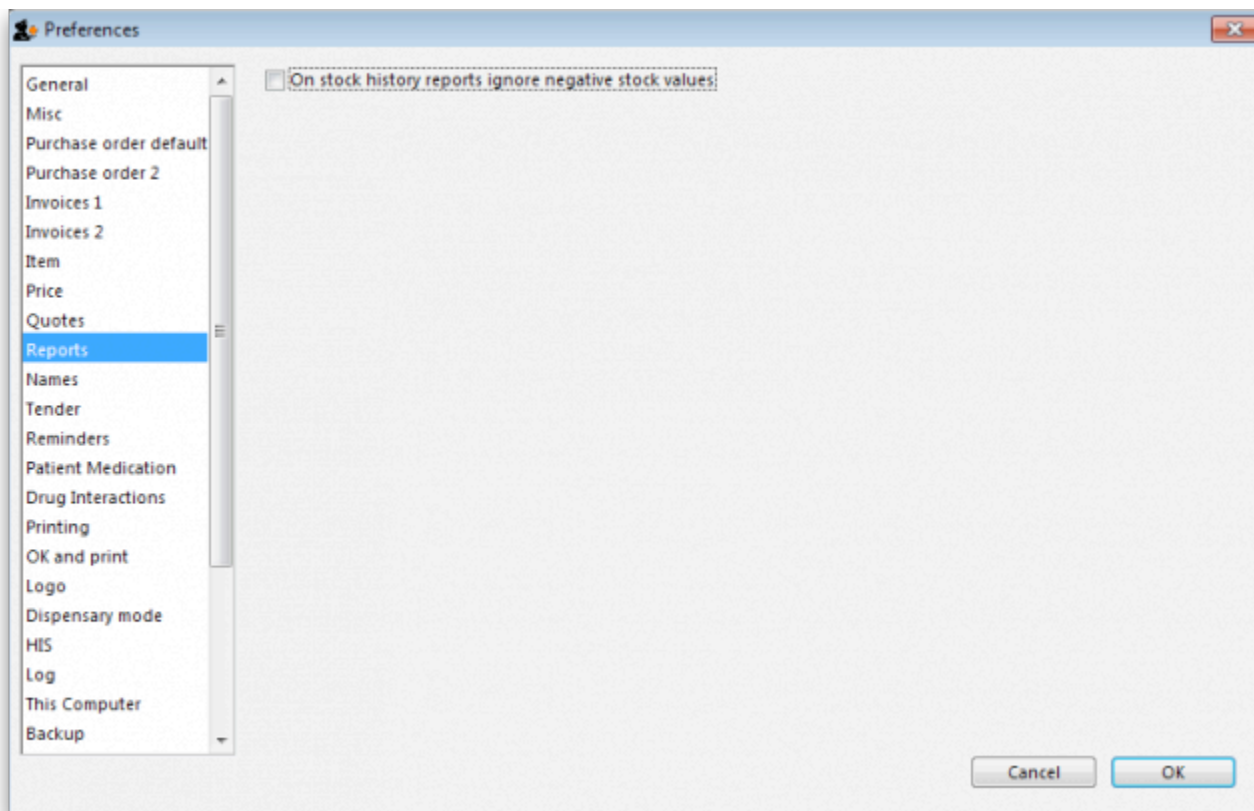 Preferences
General
Misc
Purchase order default
Purchase order 2
Invoices 1
Invoices 2
Item
Price
Quotes
Reports
Names
Tender
Reminders
Patient Medication
Drug Interactions
Printing
OK and print
Logo
Dispensary mode
HIS
Log
This Computer
Backup
On stock history reports ignore negative stock values
Cancel
OK